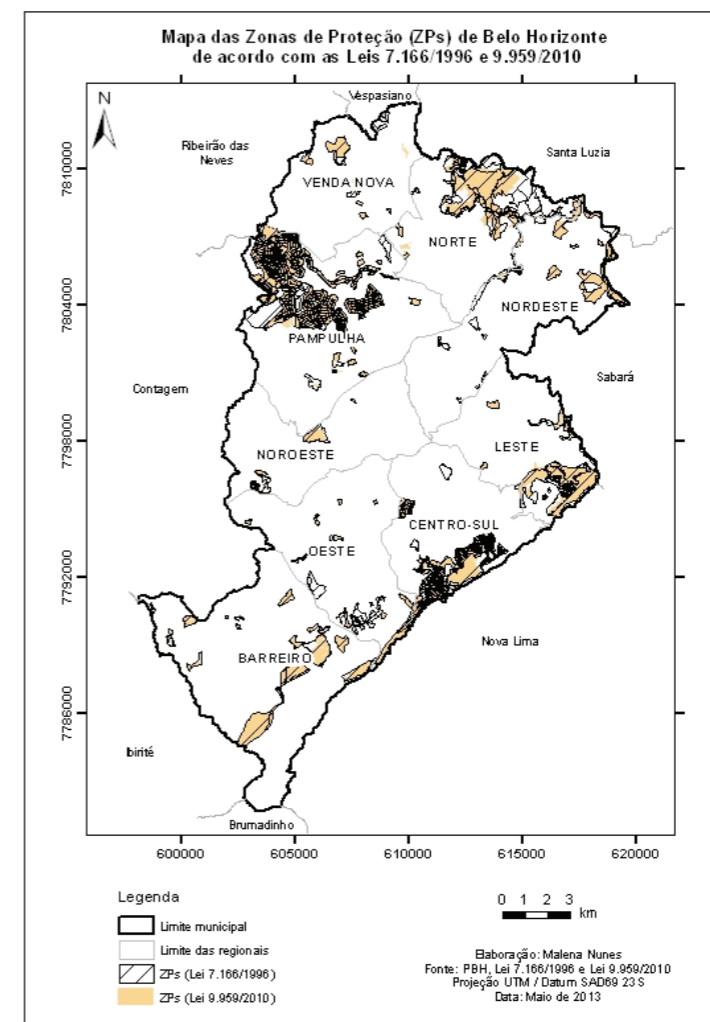 Mapa das Zonas de Proteção (ZPs) de Belo Horizonte
de acordo com as Leis 7.166/1996 e 9.959/2010
N
Vespasiano
Ribeirão das
Neves
Santa Luzia
VENDA NOVA
NORTE
NORDESTE
PAMPULHA
Contagem
Sabará
NOROESTE
LESTE
CENTRO-SUL
OESTE
Nova Lima
BARREIRO
Ibirité
Brumadinho
7810000
7804000
7798000
7732000
7786000
600000
605000
610000
615000
620000
Legenda
Limite municipal
Limite das regionais
ZPs (Lei 7.166/1996)
ZPs (Lei 9.959/2010)
0 1 2 3
km
Elaboração: Malena Nunes
Fonte: PBH, Lei 7.166/1996 e Lei 9.959/2010
Projeção UTM / Datum SAD69 23 S
Data: Maio de 2013